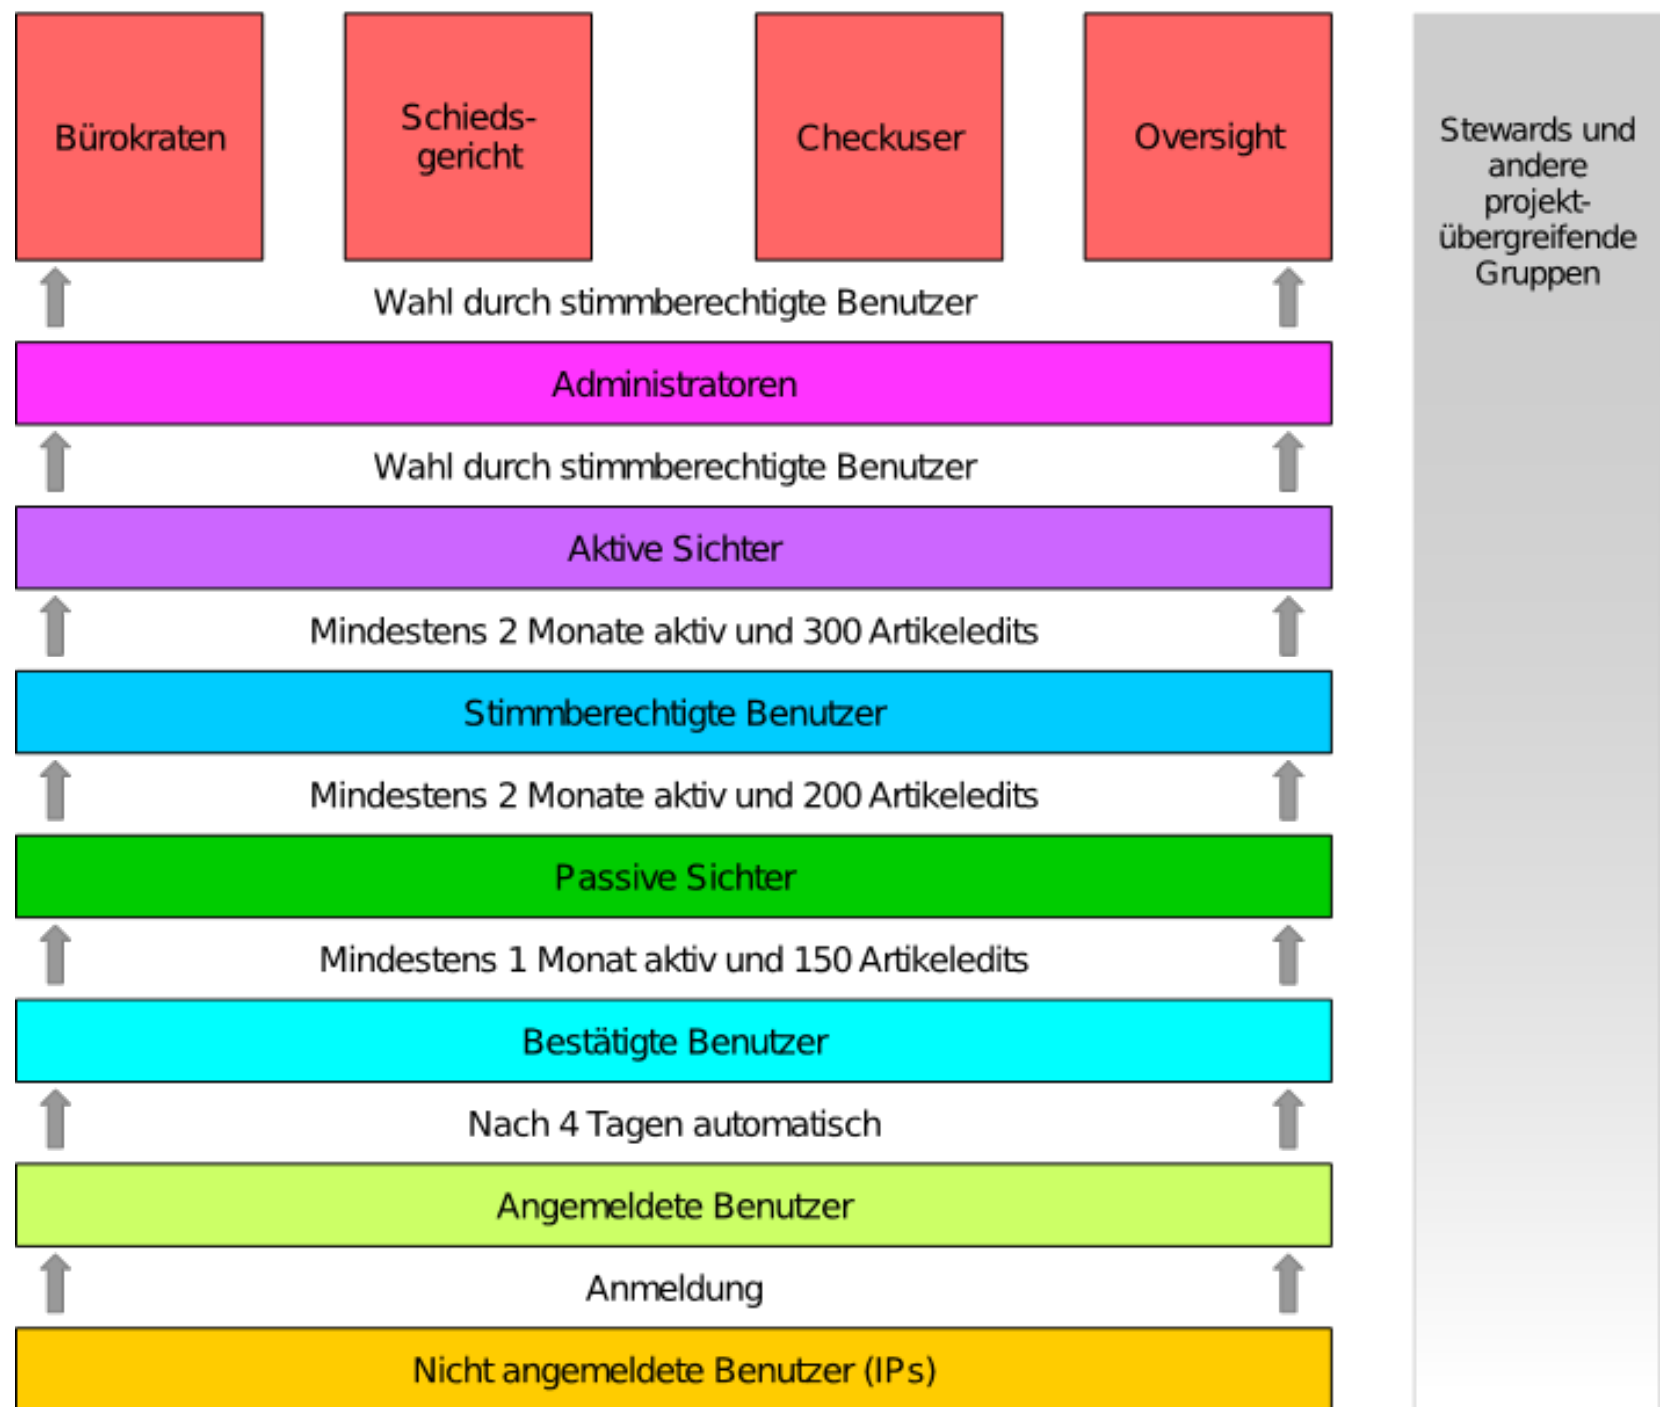 Bürokraten
Schieds-
gericht
Checkuser
Oversight
Stewards und
andere
projekt-
übergreifende
Gruppen
Wahl durch stimmberechtigte Benutzer
Administratoren
Wahl durch stimmberechtigte Benutzer
Aktive Sichter
Mindestens 2 Monate aktiv und 300 Artikeledits
Stimmberechtigte Benutzer
Mindestens 2 Monate aktiv und 200 Artikeledits
Passive Sichter
Mindestens 1 Monat aktiv und 150 Artikeledits
Bestätigte Benutzer
Nach 4 Tagen automatisch
Angemeldete Benutzer
Anmeldung
Nicht angemeldete Benutzer (IPs)